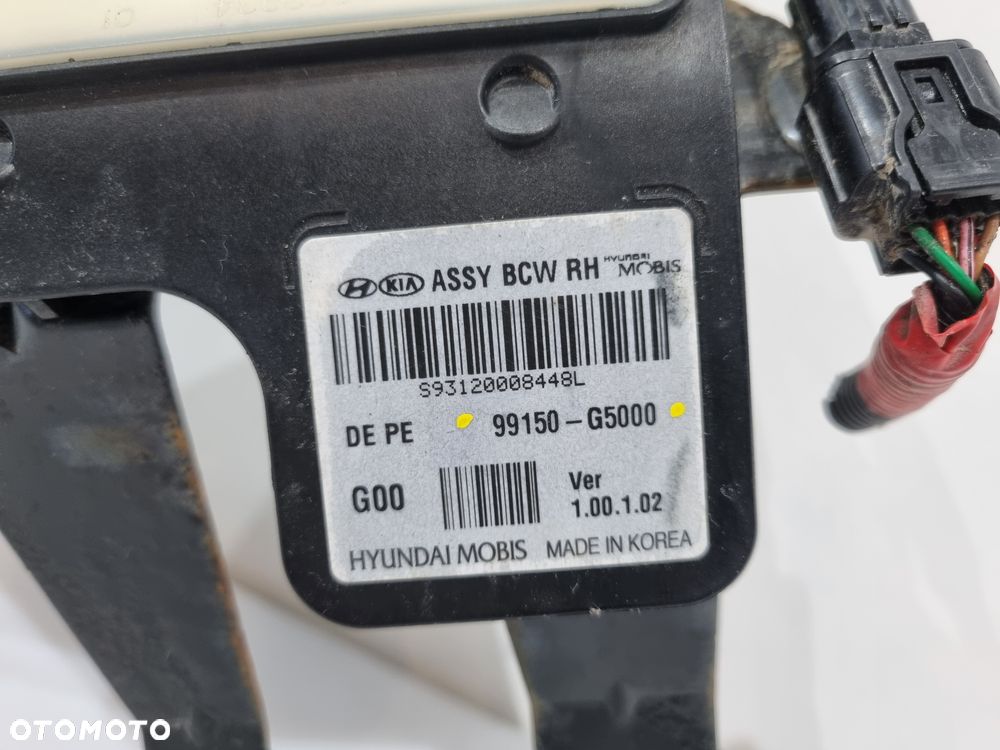 HYUNDAI
KIA ASSY BCW RH MOBIS
S93120008448L
DE PE 99150-G5000
G00 Ver
1.00.1.02
HYUNDAI MOBIS MADE IN KOREA
OTOMOTO